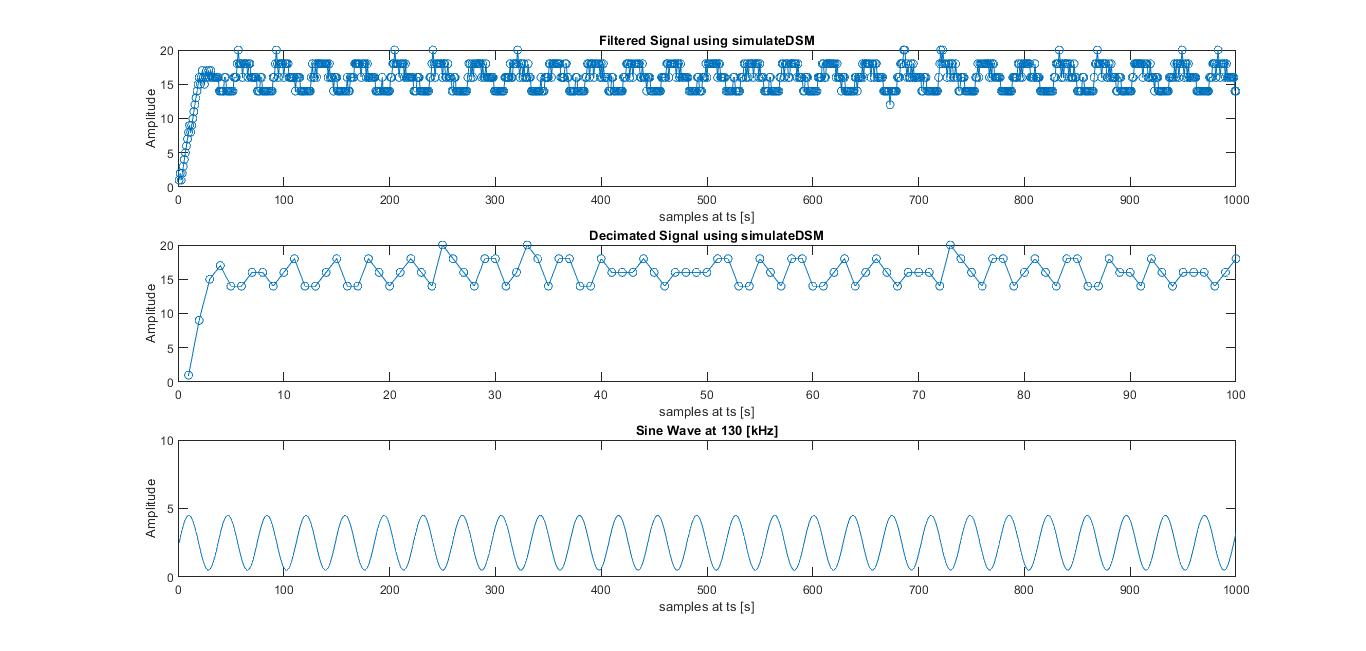 Filtered Signal using simulateDSM
20
15
10
5
0
Amplitude
0 100 200 300 400 500 600 700 800 900 1000
samples at ts [s]
Decimated Signal using simulateDSM
20
15
10
5
0
Amplitude
0 10 20 30 40 50 60 70 80 90 100
samples at ts [s]
Sine Wave at 130 [kHz]
10
5
0
Amplitude
0 100 200 300 400 500 600 700 800 900 1000
samples at ts [s]